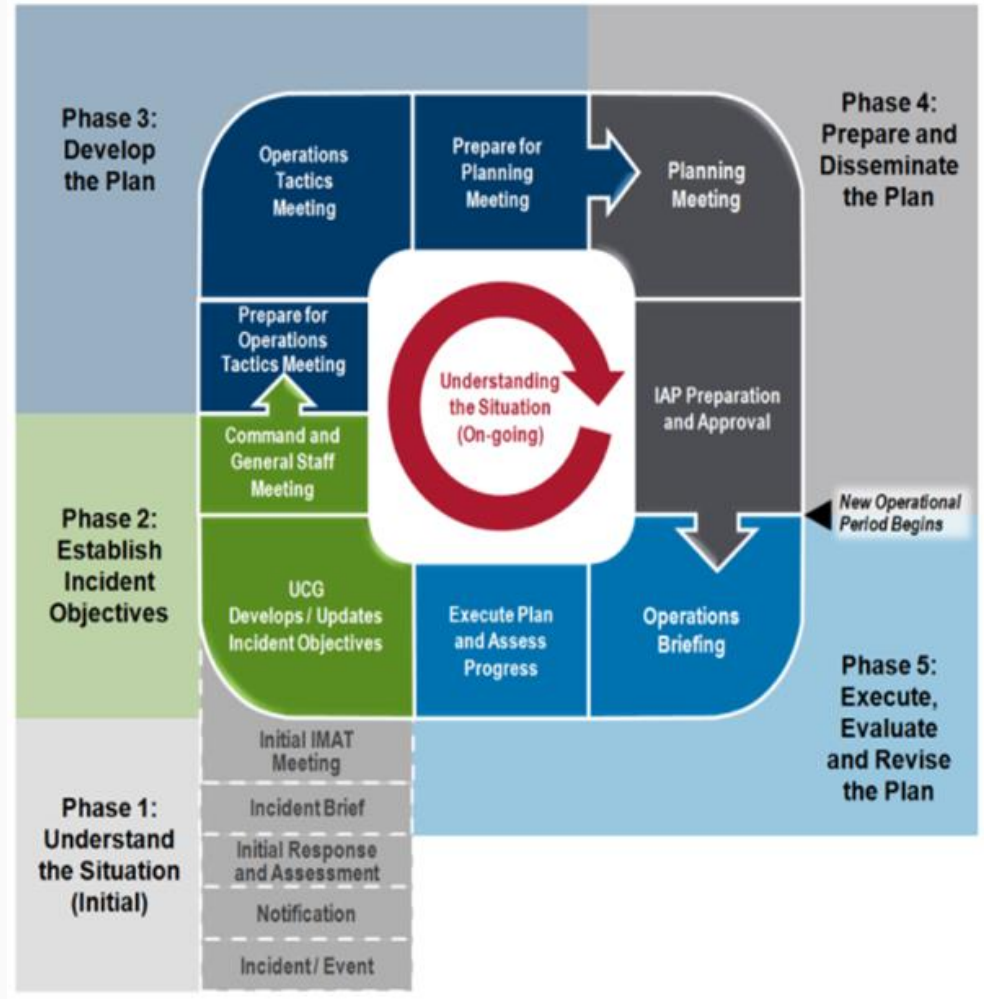 Phase 3:
Develop
the Plan
Operations
Tactics
Meeting
Prepare for
Planning
Meeting
Planning
Meeting
Phase 4:
Prepare and
Disseminate
the Plan
Prepare for
Operations
Tactics Meeting
Understanding
the Situation
(On-going)
IAP Preparation
and Approval
Command and
General Staff
Meeting
New Operational
Period Begins
Phase 2:
Establish
Incident
Objectives
UCG
Develops / Updates
Incident Objectives
Execute Plan
and Assess
Progress
Operations
Briefing
Phase 5:
Execute,
Evaluate
and Revise
the Plan
Phase 1:
Understand
the Situation
(Initial)
Initial IMAT
Meeting
Incident Brief
Initial Response
and Assessment
Notification
Incident / Event